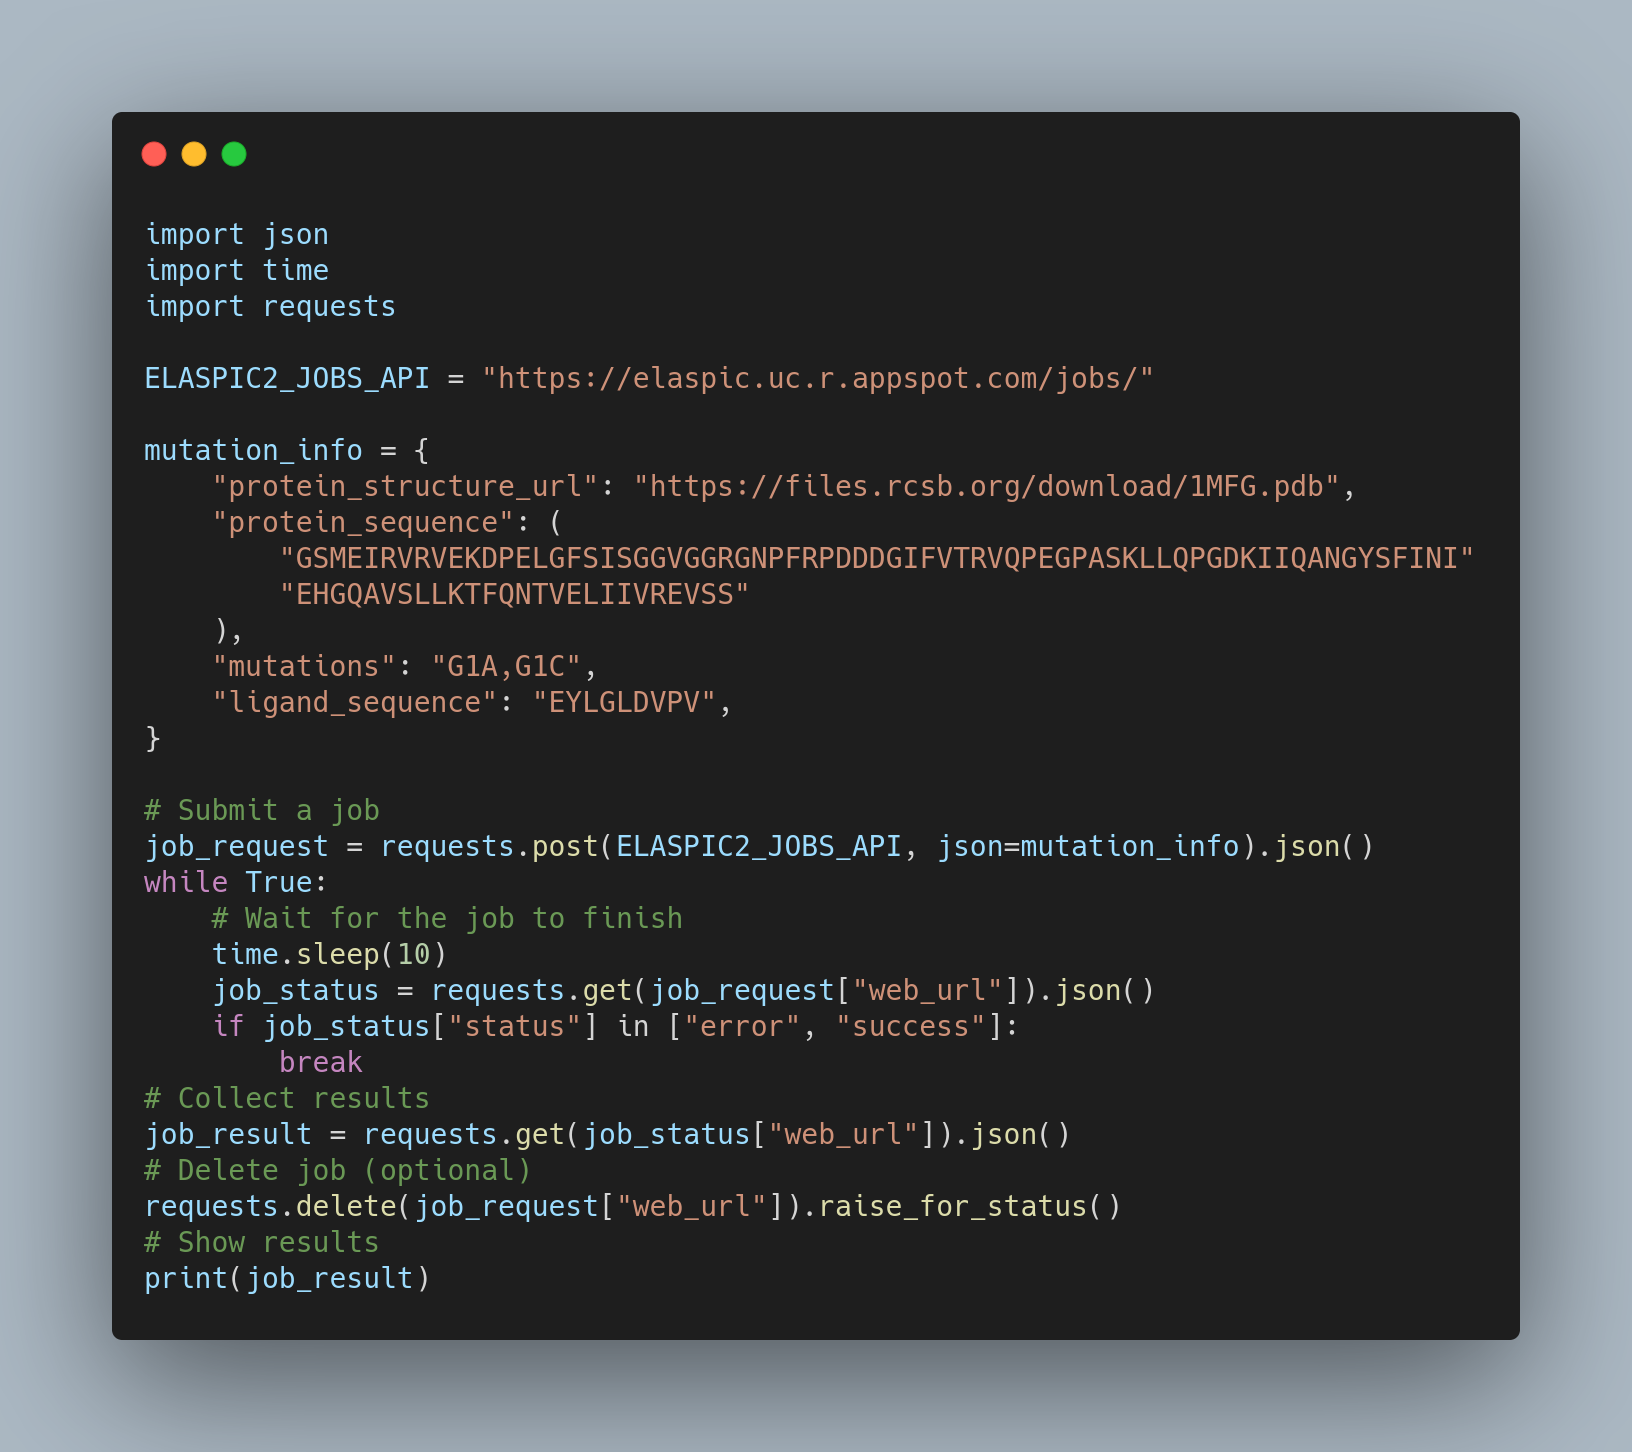 import json
import time
import requests

ELASPIC2_JOBS_API = "https://elaspic.uc.r.appspot.com/jobs/"

mutation_info = {
    "protein_structure_url": "https://files.rcsb.org/download/1MFG.pdb",
    "protein_sequence": (
        "GSMEIRVRVEKDPELGFSISGGVGGRGNPFRPDDDGIFVTRVQPEGPASKLLQPGDKIIQANGYSFINI"
        "EHGQAVSLLKTFQNTVELIIVREVSS"
    ),
    "mutations": "G1A,G1C",
    "ligand_sequence": "EYLGLDVPV",
}

# Submit a job
job_request = requests.post(ELASPIC2_JOBS_API, json=mutation_info).json()
while True:
    # Wait for the job to finish
    time.sleep(10)
    job_status = requests.get(job_request["web_url"]).json()
    if job_status["status"] in ["error", "success"]:
        break
# Collect results
job_result = requests.get(job_status["web_url"]).json()
# Delete job (optional)
requests.delete(job_request["web_url"]).raise_for_status()
# Show results
print(job_result)